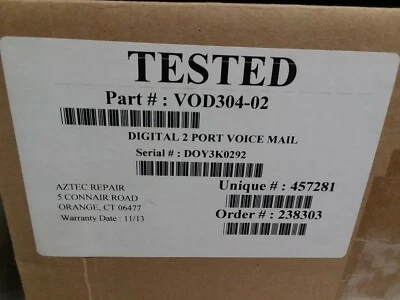 TESTED
Part # : VOD304-02
DIGITAL 2 PORT VOICE MAIL
Serial # : DOY3K0292
AZTEC REPAIR
5 CONNAIR ROAD
ORANGE, CT 06477
Warranty Date : 11/13
Unique # : 457281
Order # : 238303